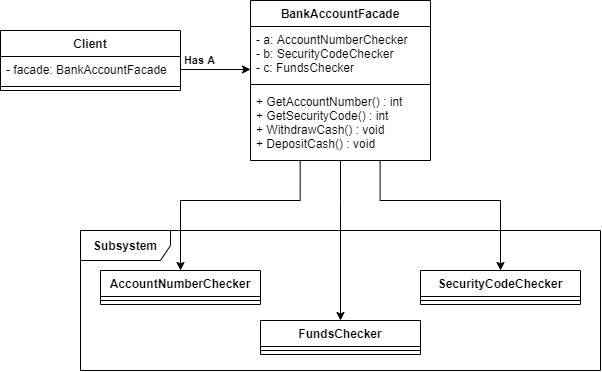 BankAccountFacade
- a: AccountNumberChecker
- b: SecurityCodeChecker
- c: FundsChecker
+ GetAccountNumber() : int
+ GetSecurityCode() : int
+ WithdrawCash() : void
+ DepositCash() : void
Client
- facade: BankAccountFacade
Has A
Subsystem
AccountNumberChecker
SecurityCodeChecker
FundsChecker